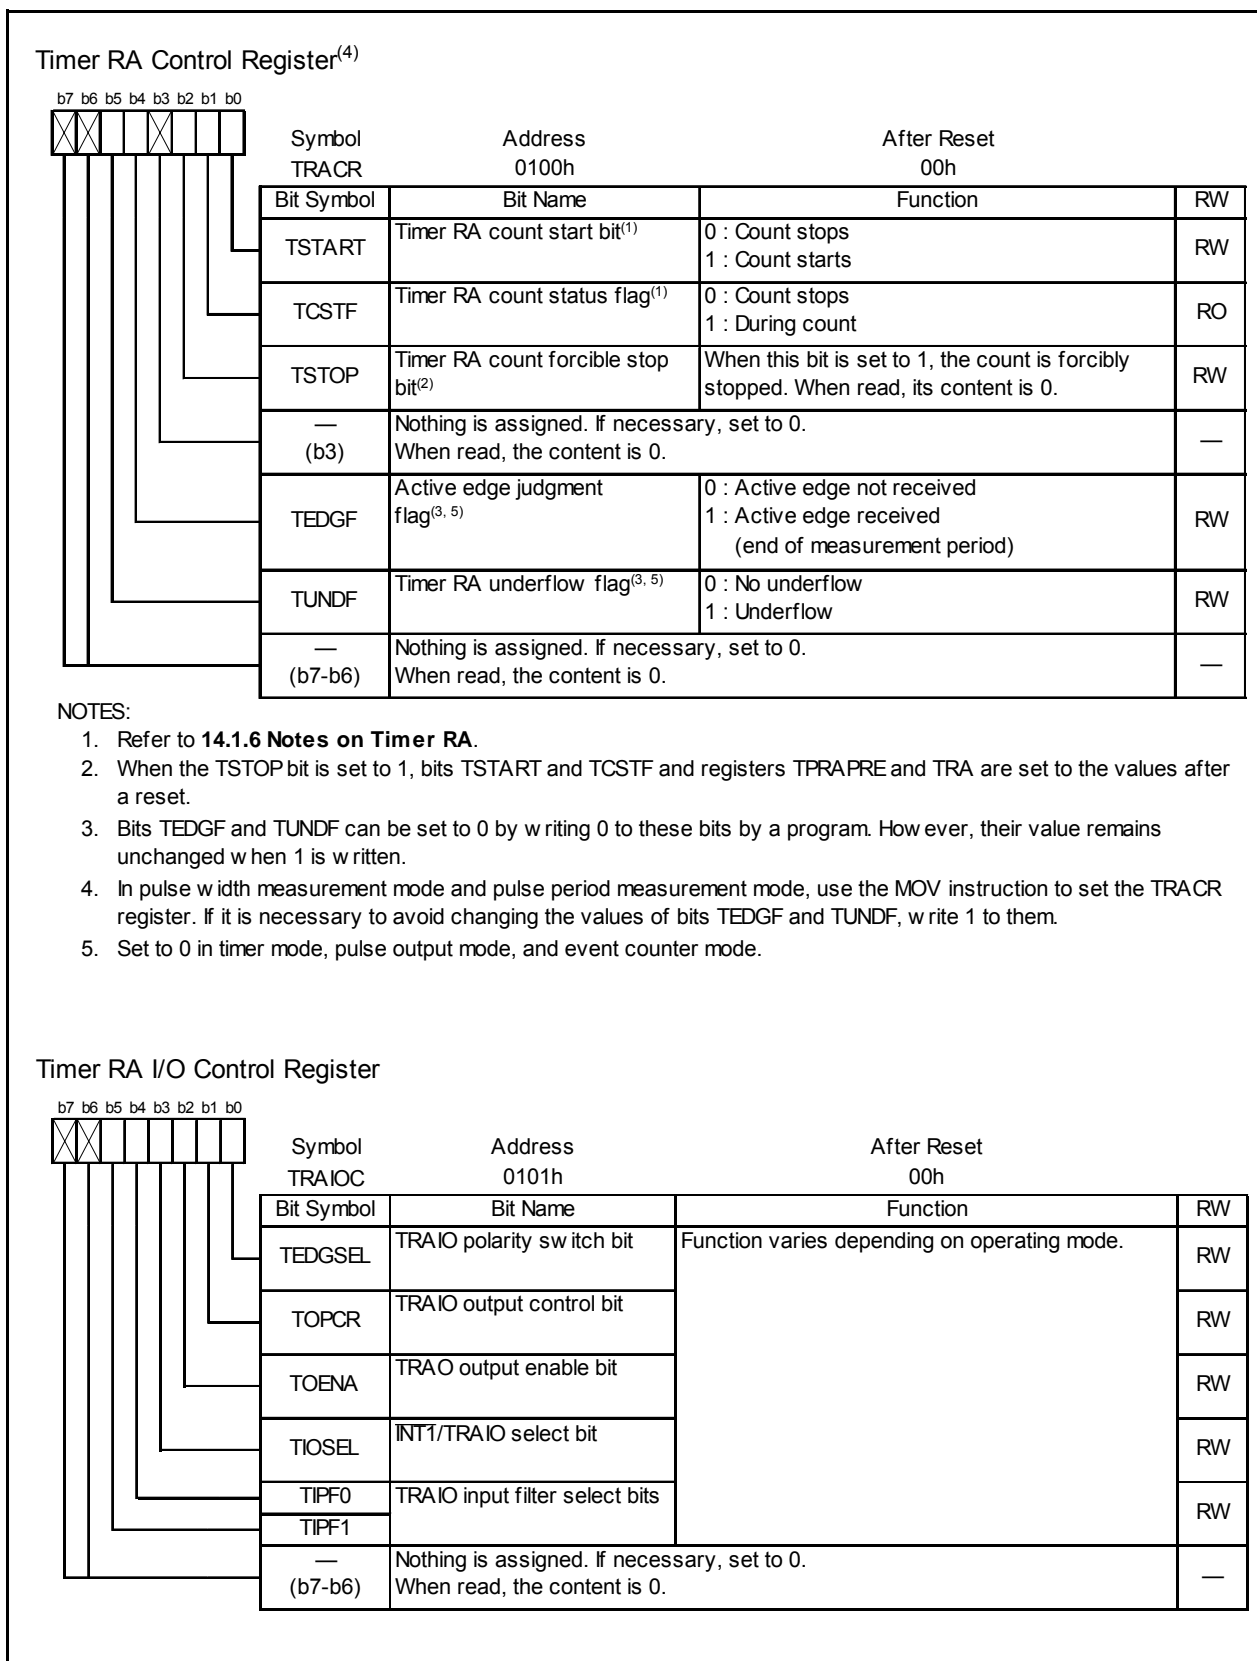 Timer RA Control Register(4)
b7 b6 b5 b4 b3 b2 b1 b0
Symbol Address After Reset
TRACR 0100h 00h
Bit Symbol Bit Name Function RW
TSTART Timer RA count start bit(1) 0 : Count stops RW
1 : Count starts
TCSTF Timer RA count status flag(1) 0 : Count stops RO
1 : During count
TSTOP Timer RA count forcible stop When this bit is set to 1, the count is forcibly RW
bit(2) stopped. When read, its content is 0.
— Nothing is assigned. If necessary, set to 0. —
(b3) When read, the content is 0.
TEDGF Active edge judgment 0 : Active edge not received RW
flag(3, 5) 1 : Active edge received
(end of measurement period)
TUNDF Timer RA underflow flag(3, 5) 0 : No underflow RW
1 : Underflow
— Nothing is assigned. If necessary, set to 0. —
(b7-b6) When read, the content is 0.
NOTES:
1. Refer to 14.1.6 Notes on Timer RA.
2. When the TSTOP bit is set to 1, bits TSTART and TCSTF and registers TPRAPRE and TRA are set to the values after
a reset.
3. Bits TEDGF and TUNDF can be set to 0 by writing 0 to these bits by a program. However, their value remains
unchanged when 1 is written.
4. In pulse width measurement mode and pulse period measurement mode, use the MOV instruction to set the TRACR
register. If it is necessary to avoid changing the values of bits TEDGF and TUNDF, write 1 to them.
5. Set to 0 in timer mode, pulse output mode, and event counter mode.
Timer RA I/O Control Register
b7 b6 b5 b4 b3 b2 b1 b0
Symbol Address After Reset
TRAIOC 0101h 00h
Bit Symbol Bit Name Function RW
TEDGSEL TRAIO polarity switch bit Function varies depending on operating mode. RW
TOPCR TRAIO output control bit RW
TOENA TRAO output enable bit RW
TIOSEL INT1/TRAIO select bit RW
TIPF0 TRAIO input filter select bits RW
TIPF1
— Nothing is assigned. If necessary, set to 0. —
(b7-b6) When read, the content is 0.